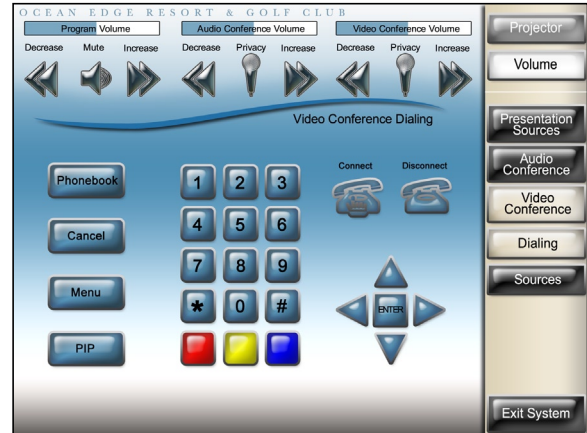 OCEAN EDGE RESORT & GOLF CLUB
Program Volume
Audio Conference Volume
Video Conference Volume
Decrease Mute Increase
Decrease Privacy Increase
Decrease Privacy Increase
Video Conference Dialing
Phonebook
Cancel
Menu
PIP
1 2 3
4 5 6
7 8 9
* 0 #
Connect
Disconnect
ENTER
Projector
Volume
Presentation
Sources
Audio
Conference
Video
Conference
Dialing
Sources
Exit System